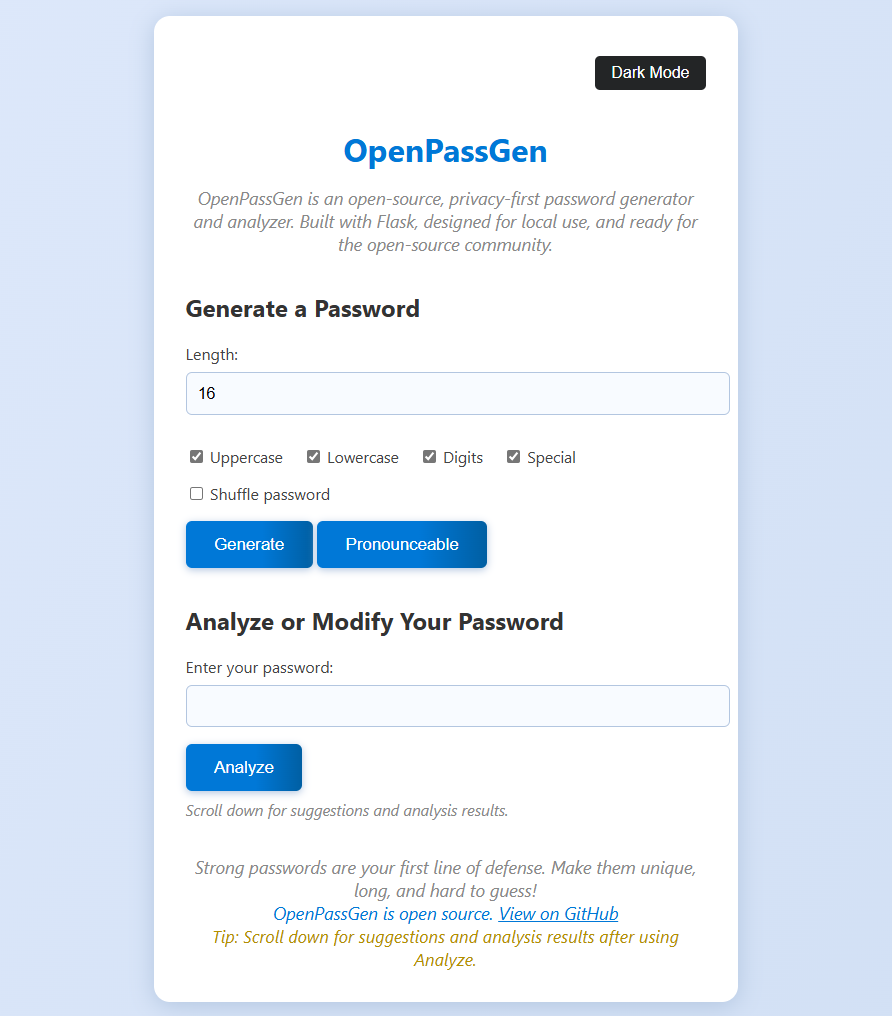 Dark Mode
OpenPassGen
OpenPassGen is an open-source, privacy-first password generator
and analyzer. Built with Flask, designed for local use, and ready for
the open-source community.
Generate a Password
Length:
16
Uppercase Lowercase Digits Special
Shuffle password
Generate Pronounceable
Analyze or Modify Your Password
Enter your password:
Analyze
Scroll down for suggestions and analysis results.
Strong passwords are your first line of defense. Make them unique,
long, and hard to guess!
OpenPassGen is open source. View on GitHub
Tip: Scroll down for suggestions and analysis results after using
Analyze.